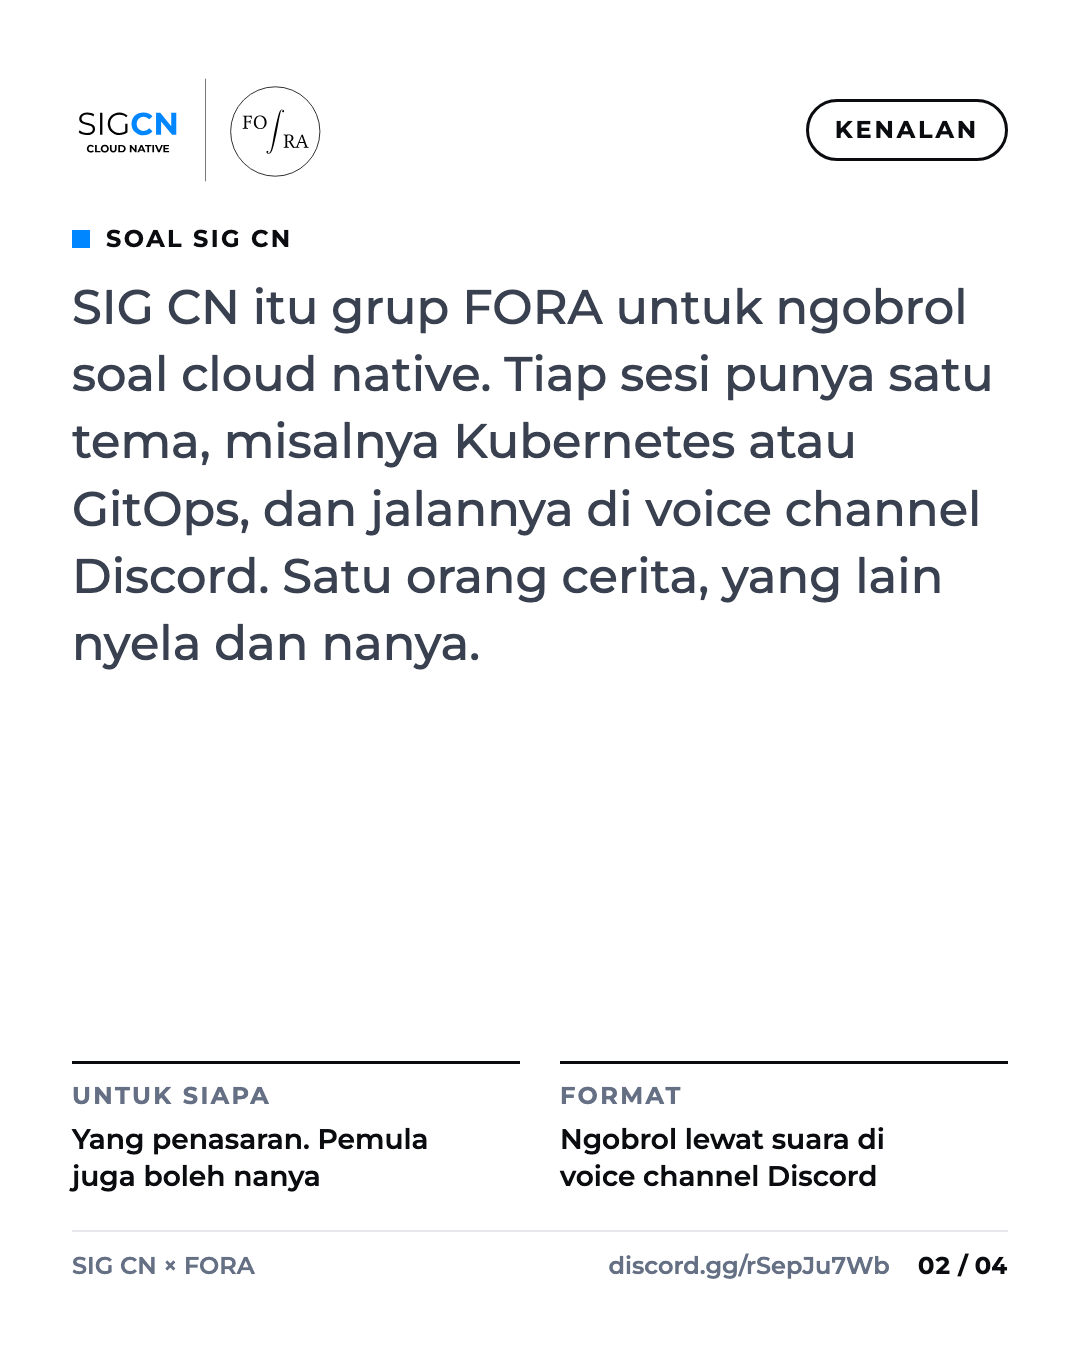 SIGCN
CLOUD NATIVE
FO RA
KENALAN
SOAL SIG CN
SIG CN itu grup FORA untuk ngobrol
soal cloud native. Tiap sesi punya satu
tema, misalnya Kubernetes atau
GitOps, dan jalannya di voice channel
Discord. Satu orang cerita, yang lain
nyela dan nanya.
UNTUK SIAPA
Yang penasaran. Pemula
juga boleh nanya
FORMAT
Ngobrol lewat suara di
voice channel Discord
SIG CN × FORA
discord.gg/rSepJu7Wb 02 / 04